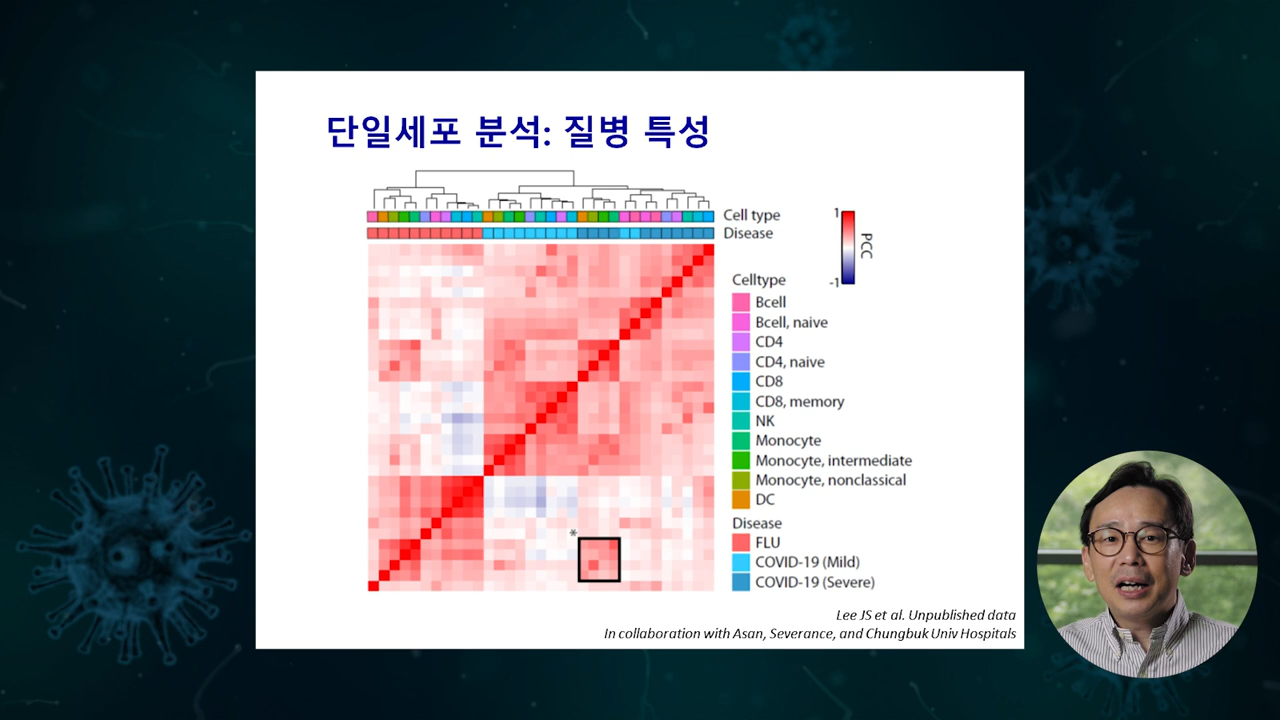 단일세포 분석: 질병 특성
Cell type
Disease
1
-1
PCC
Celltype
Bcell
Bcell, naive
CD4
CD4, naive
CD8
CD8, memory
NK
Monocyte
Monocyte, intermediate
Monocyte, nonclassical
DC
Disease
FLU
COVID-19 (Mild)
COVID-19 (Severe)
*
Lee JS et al. Unpublished data
In collaboration with Asan, Severance, and Chungbuk Univ Hospitals